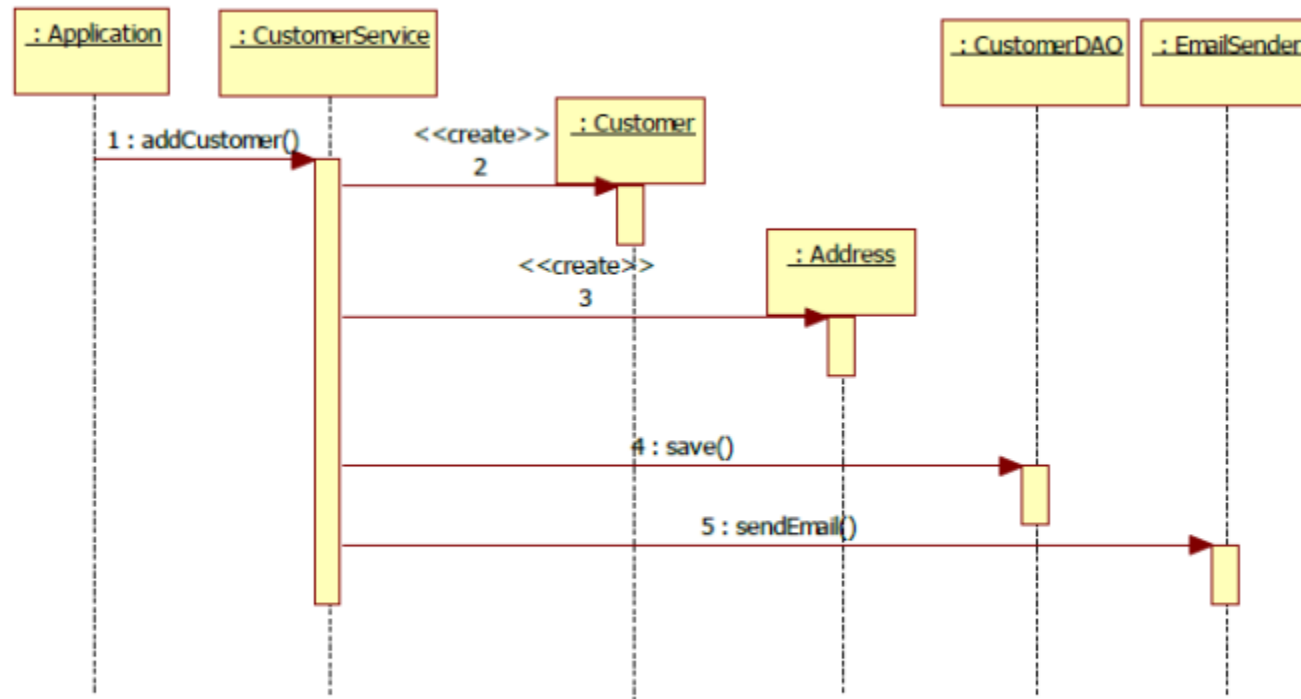 : Application
: CustomerService
: CustomerDAO
: EmailSender
: Customer
1 : addCustomer()
<<create>>
2
: Address
<<create>>
3
4 : save()
5 : sendEmail()